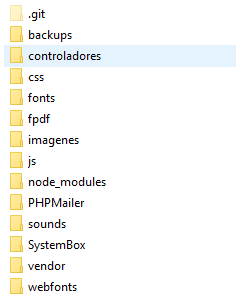 .git
backups
controladores
css
fonts
fpdf
imagenes
js
node_modules
PHPMailer
sounds
SystemBox
vendor
webfonts